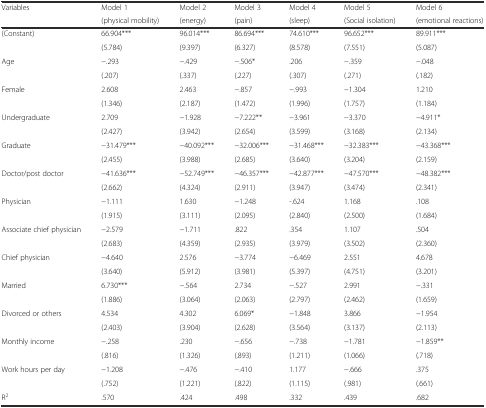 Variables Model 1 Model 2 Model 3 Model 4 Model 5 Model 6
(physical mobility) (energy) (pain) (sleep) (Social isolation) (emotional reactions)
(Constant) 66.904*** 96.014*** 86.694*** 74.610*** 96.652*** 89.911***
(5.784) (9.397) (6.327) (8.578) (7.551) (5.087)
Age −.293 −.429 −.506* .206 −.359 −.048
(.207) (.337) (.227) (.307) (.271) (.182)
Female 2.608 2.463 −.857 −.993 −1.304 1.210
(1.346) (2.187) (1.472) (1.996) (1.757) (1.184)
Undergraduate 2.709 −1.928 −7.222** −3.961 −3.370 −4.911*
(2.427) (3.942) (2.654) (3.599) (3.168) (2.134)
Graduate −31.479*** −40.092*** −32.006*** −31.468*** −32.383*** −43.368***
(2.455) (3.988) (2.685) (3.640) (3.204) (2.159)
Doctor/post doctor −41.636*** −52.749*** −46.357*** −42.877*** −47.570*** −48.382***
(2.662) (4.324) (2.911) (3.947) (3.474) (2.341)
Physician −1.111 1.630 −1.248 −.624 1.168 .108
(1.915) (3.111) (2.095) (2.840) (2.500) (1.684)
Associate chief physician −2.579 −1.711 .822 .354 1.107 .504
(2.683) (4.359) (2.935) (3.979) (3.502) (2.360)
Chief physician −4.640 2.576 −3.774 −6.469 2.551 4.678
(3.640) (5.912) (3.981) (5.397) (4.751) (3.201)
Married 6.730*** −.564 2.734 −.527 2.991 −.331
(1.886) (3.064) (2.063) (2.797) (2.462) (1.659)
Divorced or others 4.534 4.302 6.069* −1.848 3.866 −1.954
(2.403) (3.904) (2.628) (3.564) (3.137) (2.113)
Monthly income −.258 .230 −.656 −.738 −1.781 −1.859**
(.816) (1.326) (.893) (1.211) (1.066) (.718)
Work hours per day −1.208 −.476 −.410 1.177 −.666 .375
(.752) (1.221) (.822) (1.115) (.981) (.661)
R² .570 .424 .498 .332 .439 .682